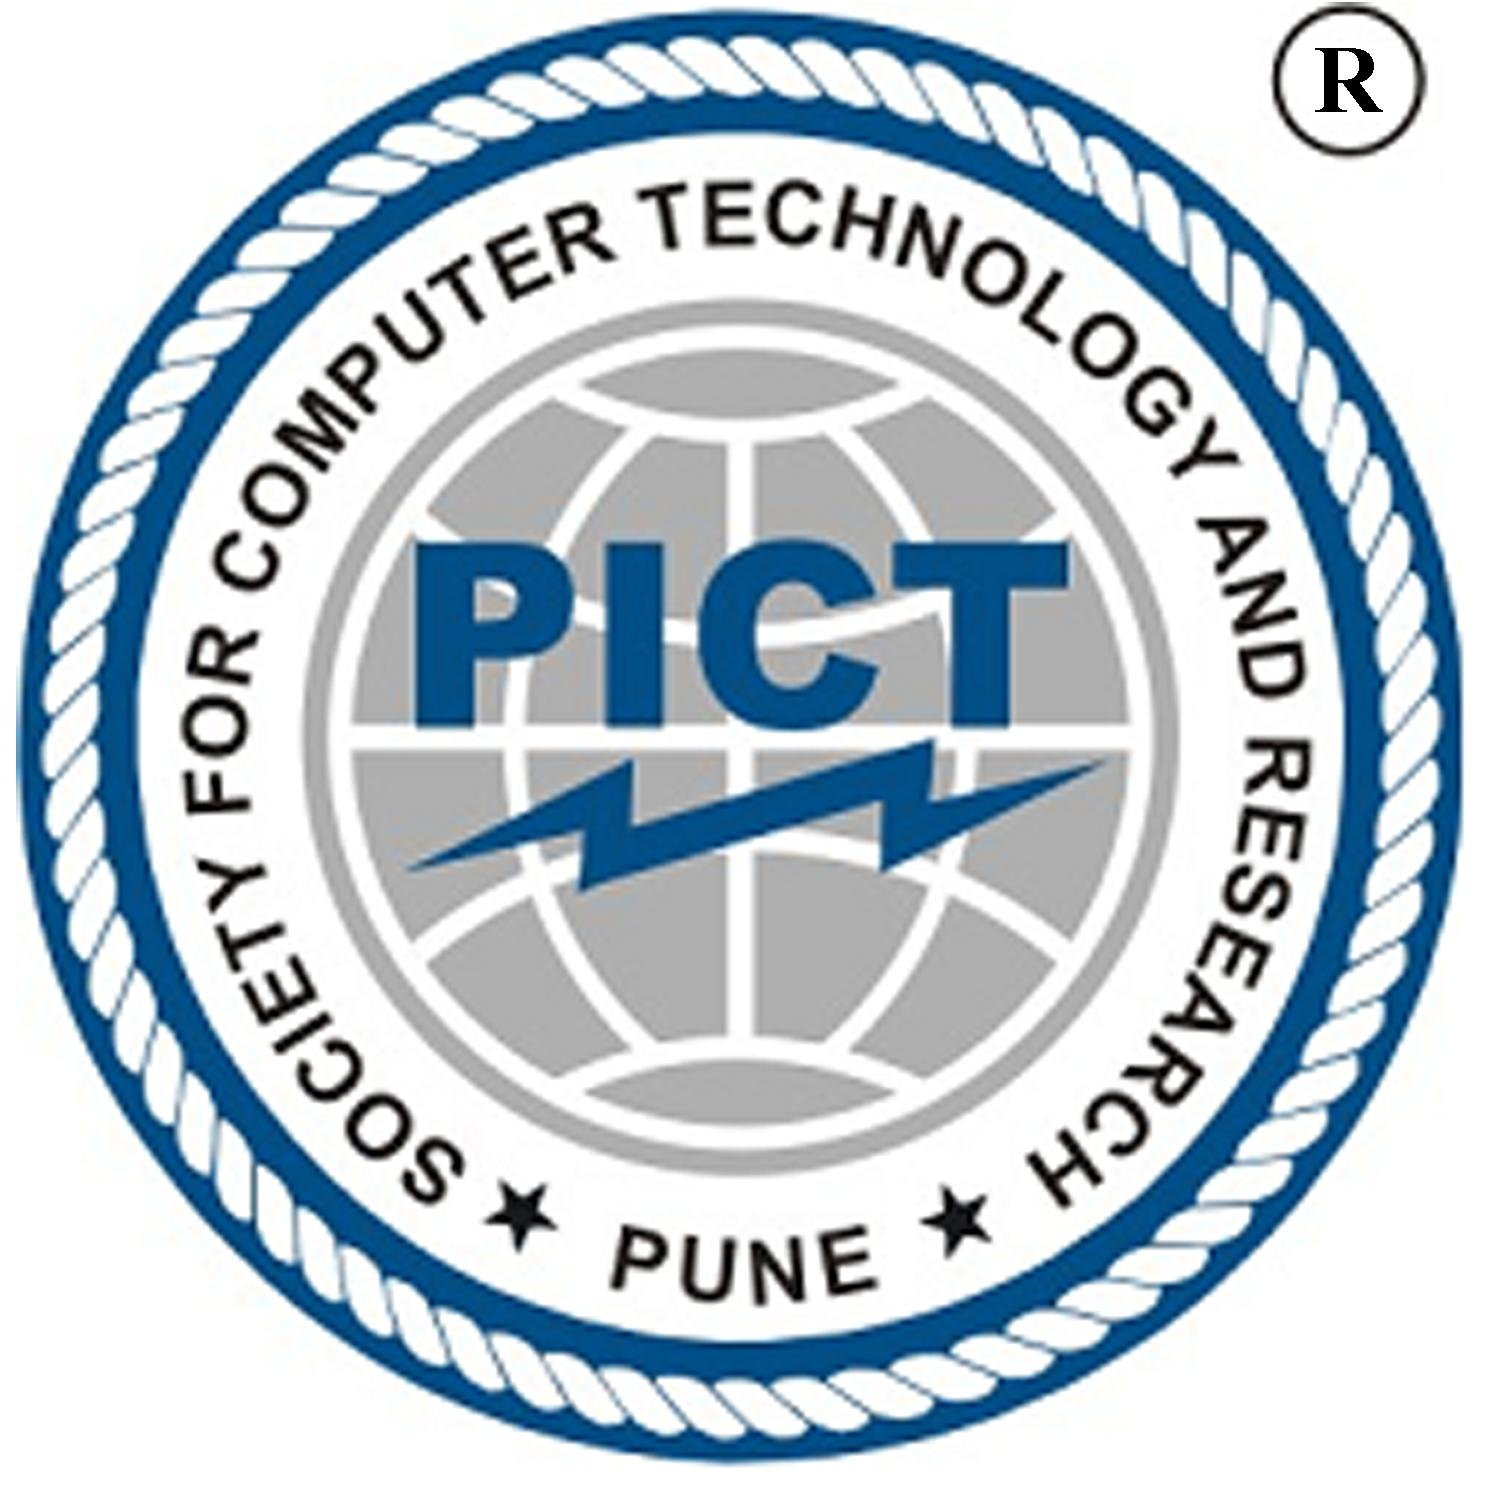 R
SOCIETY FOR COMPUTER TECHNOLOGY AND RESEARCH
PICT
★ PUNE ★